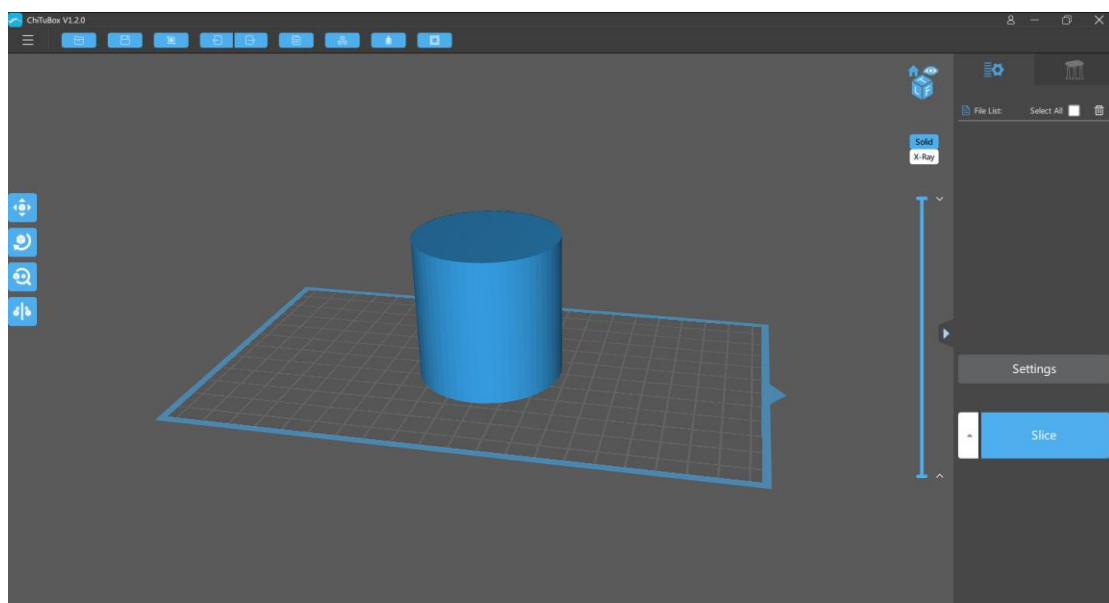 ChiTuBox V1.2.0
File List:
Select All
Solid
X-Ray
Settings
Slice